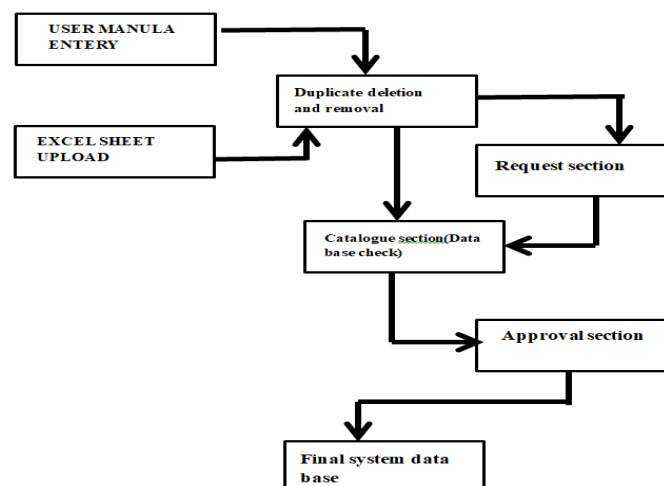 USER MANULA
ENTERY
Duplicate deletion
and removal
EXCEL SHEET
UPLOAD
Request section
Catalogue section(Data
base check)
Approval section
Final system data
base